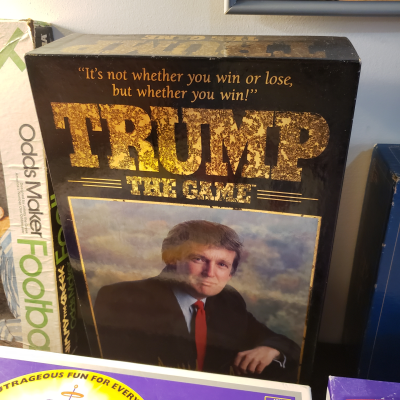 "It's not whether you win or lose,
but whether you win!"
TRUMP
THE GAME
Odds Maker
Footba
TRAGEOUS FUN FOR EVERY